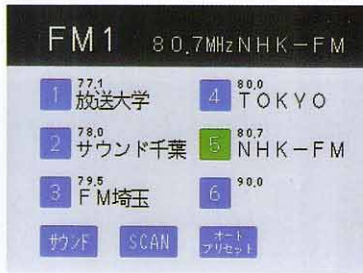 FM1 80.7MHz NHK-FM
1 77.1 放送大学
4 80.0 TOKYO
2 78.0 サウンド千葉
5 80.7 NHK-FM
3 79.5 FM埼玉
6 90.0
サウンド SCAN オート
プリセット